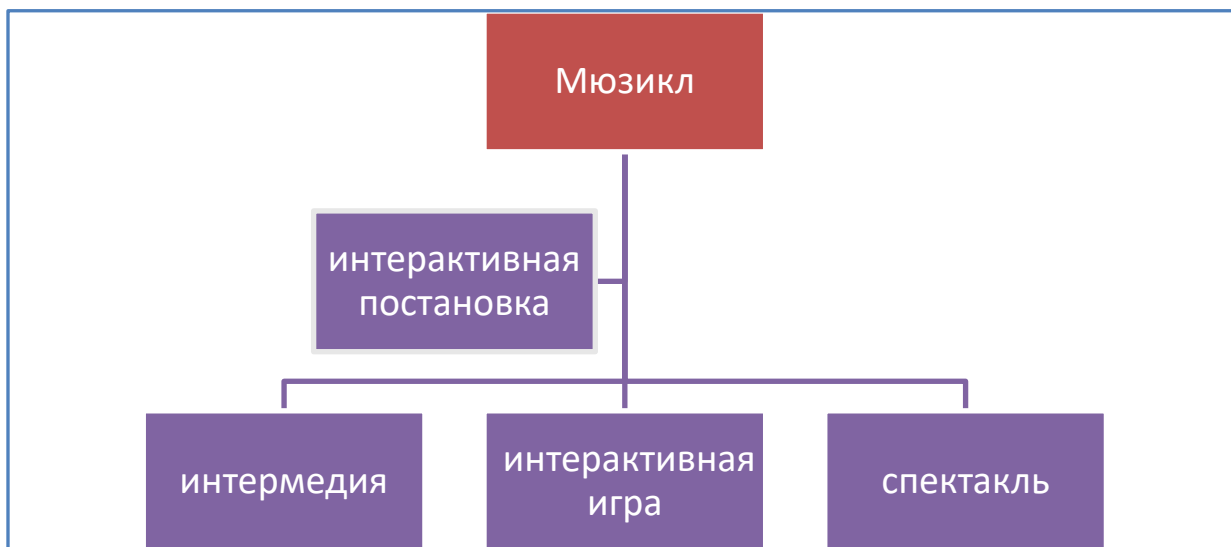 Мюзикл
интерактивная
постановка
интермедия
интерактивная
игра
спектакль